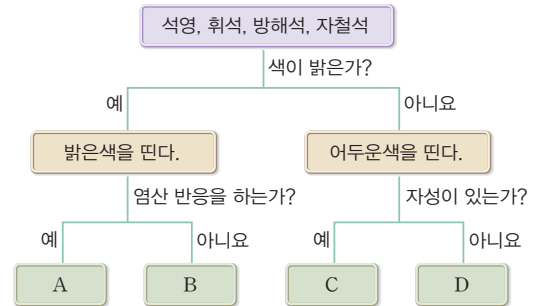 석영, 휘석, 방해석, 자철석
색이 밝은가?
예
아니요
밝은색을 띤다.
어두운색을 띤다.
염산 반응을 하는가?
자성이 있는가?
예
아니요
예
아니요
A
B
C
D